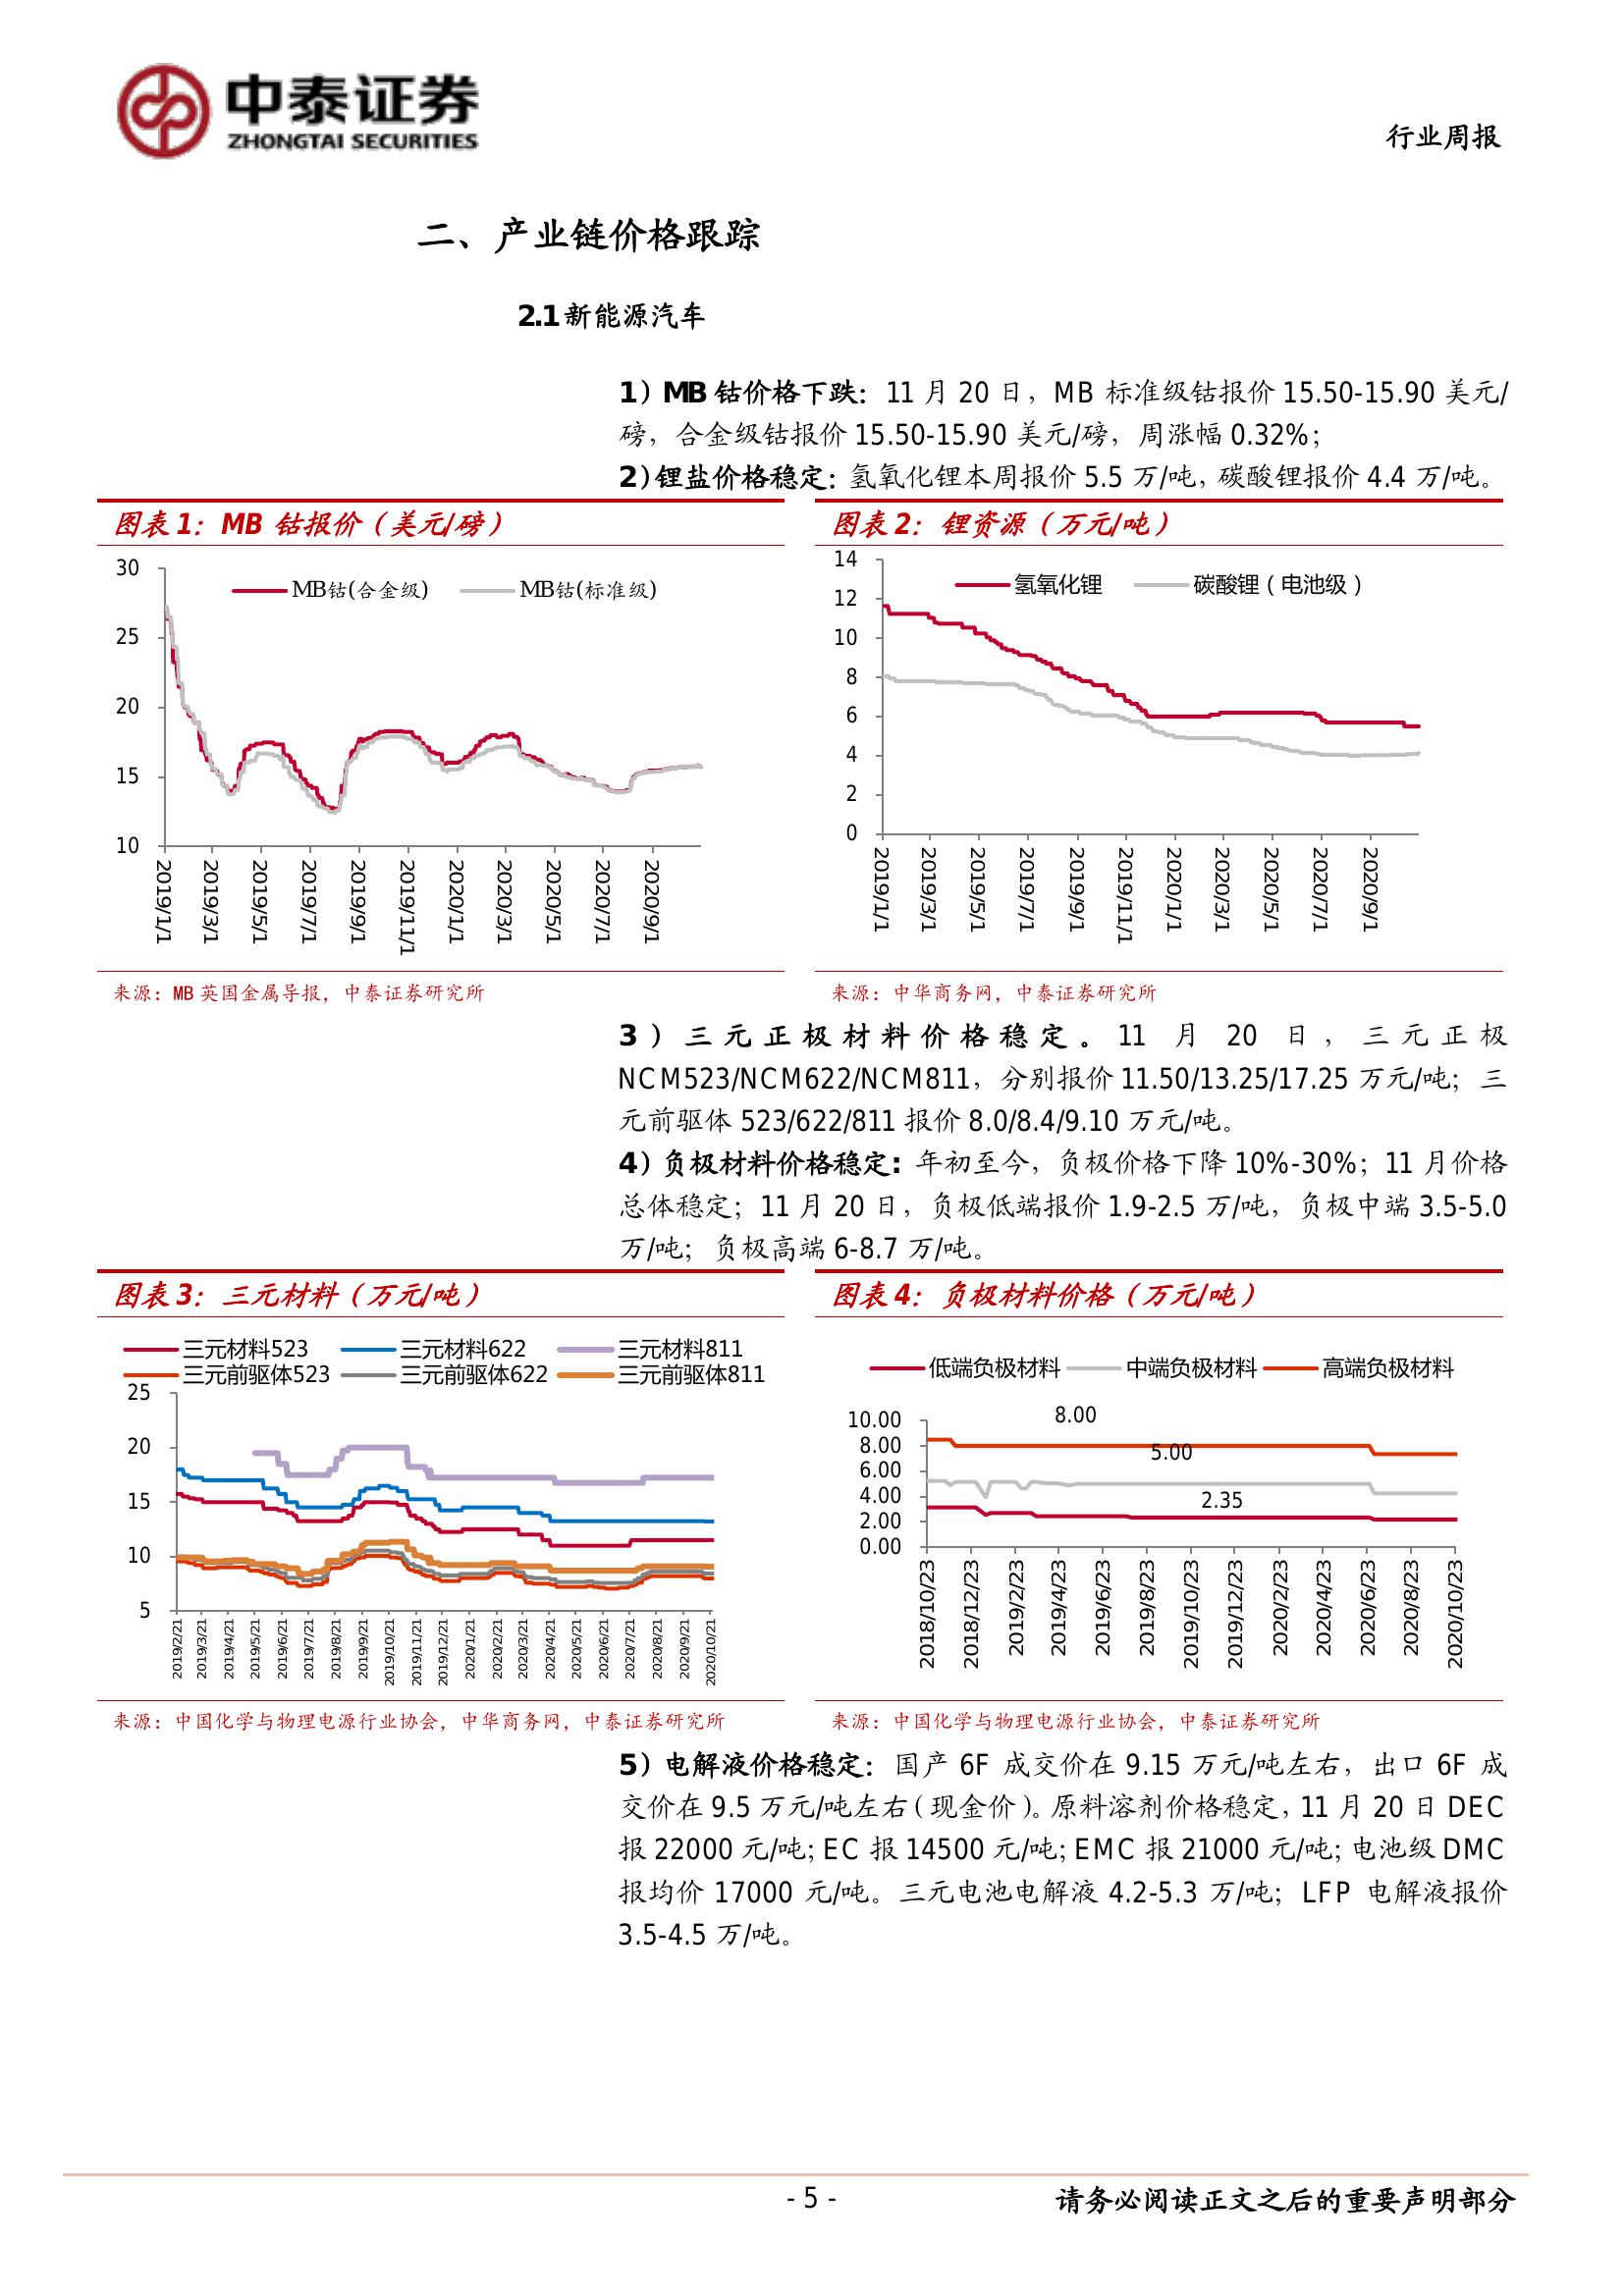 中泰证券
ZHONGTAI SECURITIES
行业周报
二、产业链价格跟踪
2.1 新能源汽车
1）MB 钴价格下跌：11 月 20 日，MB 标准级钴报价 15.50-15.90 美元/
磅，合金级钴报价 15.50-15.90 美元/磅，周涨幅 0.32%；
2）锂盐价格稳定：氢氧化锂本周报价 5.5 万/吨，碳酸锂报价 4.4 万/吨。
图表 1：MB 钴报价（美元/磅）
MB钴(合金级) MB钴(标准级)
30
25
20
15
10
2019/1/1 2019/3/1 2019/5/1 2019/7/1 2019/9/1 2019/11/1 2020/1/1 2020/3/1 2020/5/1 2020/7/1 2020/9/1
来源：MB 英国金属导报，中泰证券研究所
图表 2：锂资源（万元/吨）
氢氧化锂 碳酸锂（电池级）
14
12
10
8
6
4
2
0
2019/1/1 2019/3/1 2019/5/1 2019/7/1 2019/9/1 2019/11/1 2020/1/1 2020/3/1 2020/5/1 2020/7/1 2020/9/1
来源：中华商务网，中泰证券研究所
3）三元正极材料价格稳定。11 月 20 日，三元正极
NCM523/NCM622/NCM811，分别报价 11.50/13.25/17.25 万元/吨；三
元前驱体 523/622/811 报价 8.0/8.4/9.10 万元/吨。
4）负极材料价格稳定：年初至今，负极价格下降 10%-30%；11 月价格
总体稳定；11 月 20 日，负极低端报价 1.9-2.5 万/吨，负极中端 3.5-5.0
万/吨；负极高端 6-8.7 万/吨。
图表 3：三元材料（万元/吨）
三元材料523 三元材料622 三元材料811
三元前驱体523 三元前驱体622 三元前驱体811
25
20
15
10
5
2019/2/21 2019/3/21 2019/4/21 2019/5/21 2019/6/21 2019/7/21 2019/8/21 2019/9/21 2019/10/21 2019/11/21 2019/12/21 2020/1/21 2020/2/21 2020/3/21 2020/4/21 2020/5/21 2020/6/21 2020/7/21 2020/8/21 2020/9/21 2020/10/21
来源：中国化学与物理电源行业协会，中华商务网，中泰证券研究所
图表 4：负极材料价格（万元/吨）
低端负极材料 中端负极材料 高端负极材料
10.00
8.00
6.00
4.00
2.00
0.00
8.00
5.00
2.35
2018/10/23 2018/12/23 2019/2/23 2019/4/23 2019/6/23 2019/8/23 2019/10/23 2019/12/23 2020/2/23 2020/4/23 2020/6/23 2020/8/23 2020/10/23
来源：中国化学与物理电源行业协会，中泰证券研究所
5）电解液价格稳定：国产 6F 成交价在 9.15 万元/吨左右，出口 6F 成
交价在 9.5 万元/吨左右（现金价）。原料溶剂价格稳定，11 月 20 日 DEC
报 22000 元/吨；EC 报 14500 元/吨；EMC 报 21000 元/吨；电池级 DMC
报均价 17000 元/吨。三元电池电解液 4.2-5.3 万/吨；LFP 电解液报价
3.5-4.5 万/吨。
- 5 -
请务必阅读正文之后的重要声明部分